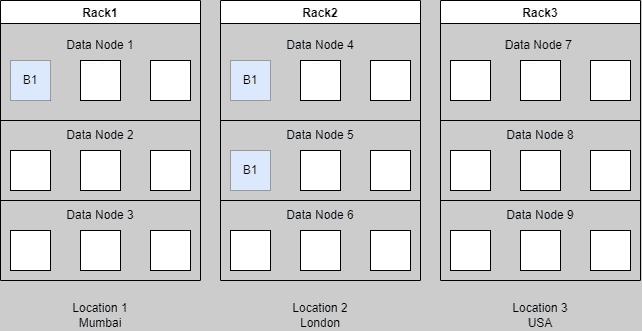 Rack1
Data Node 1
B1
Data Node 2
Data Node 3
Location 1
Mumbai
Rack2
Data Node 4
B1
Data Node 5
B1
Data Node 6
Location 2
London
Rack3
Data Node 7
Data Node 8
Data Node 9
Location 3
USA